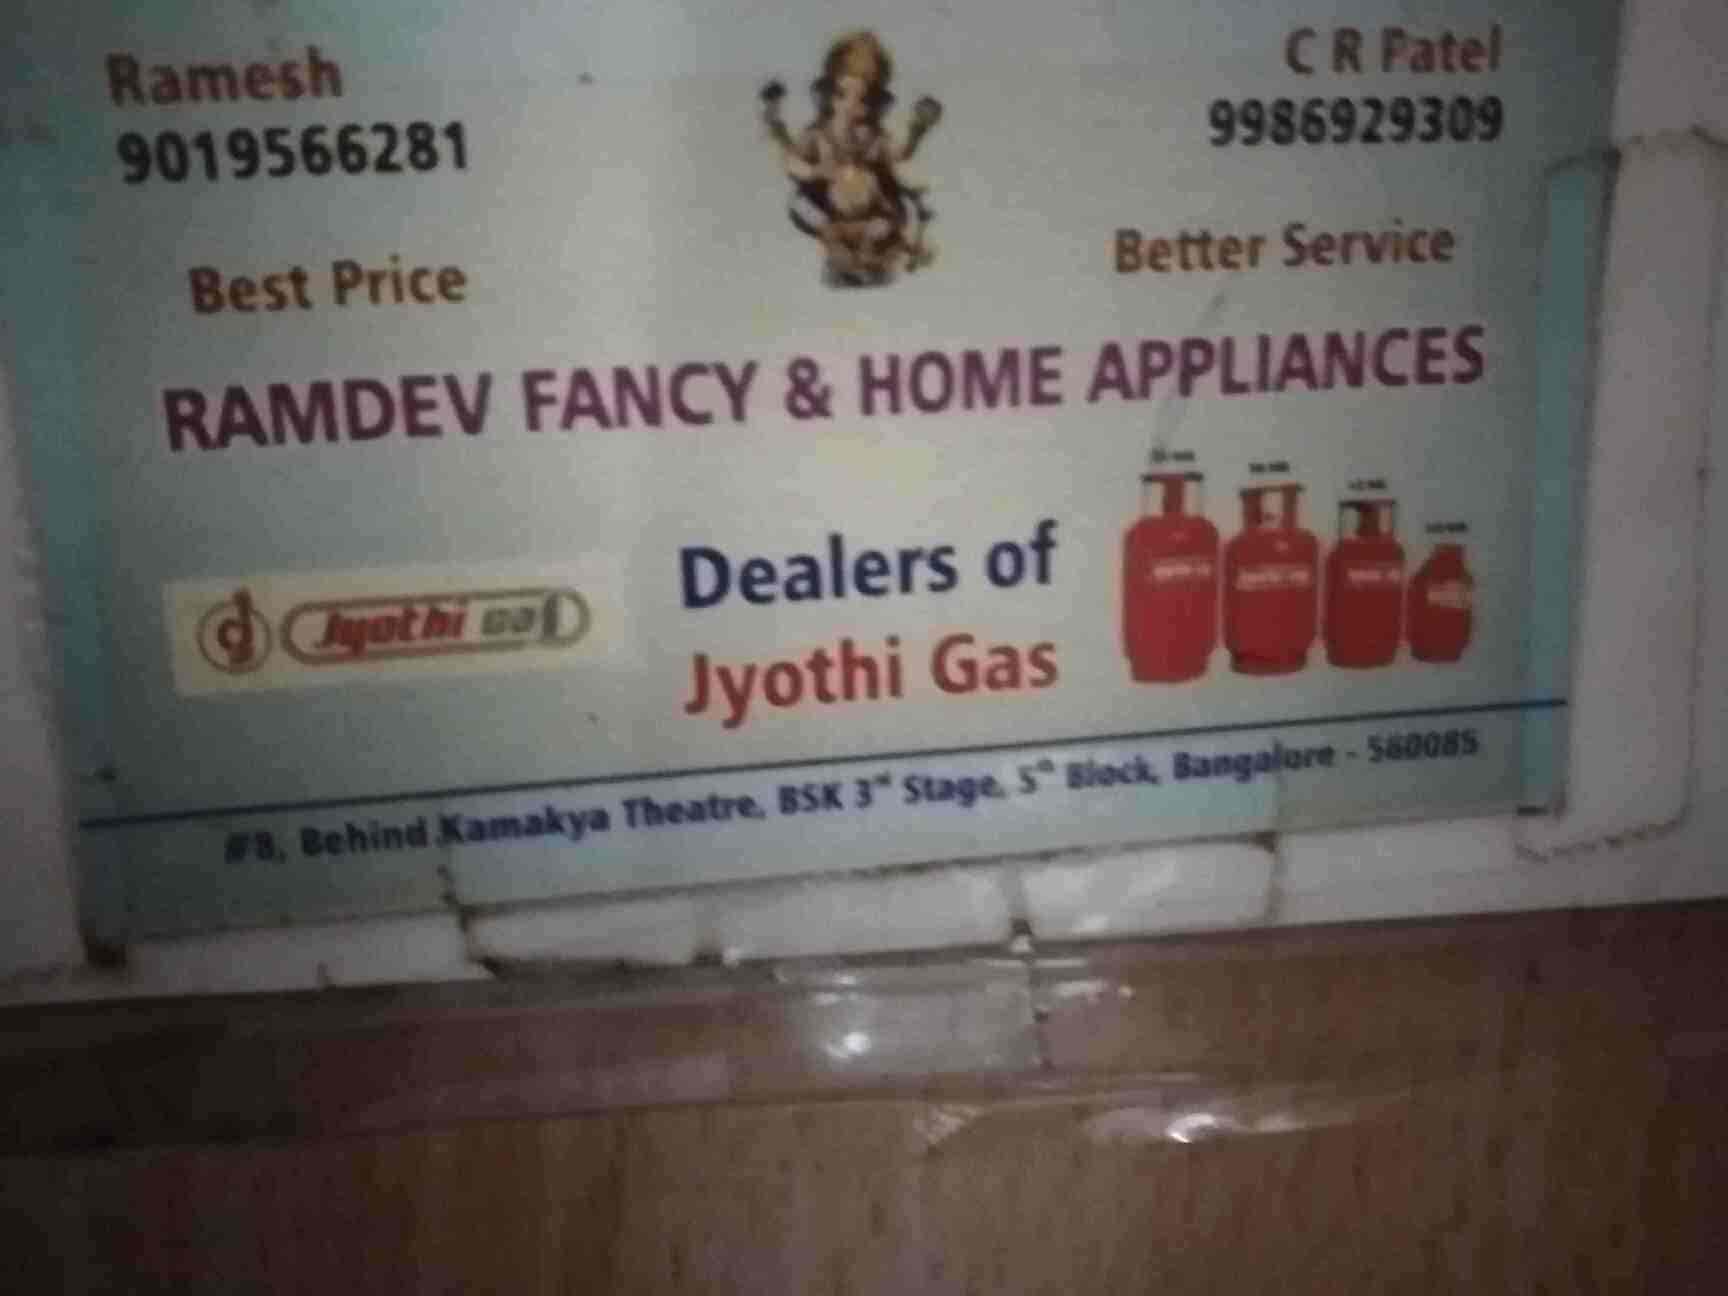 Ramesh
C R Patel
9019566281
9986929309
Best Price
Better Service
RAMDEV FANCY & HOME APPLIANCES
Dealers of
Jyothi Gas
Jyothi Gas
#8, Behind Kamakya Theatre, BSK 3rd Stage, 5th Block, Bangalore - 560085